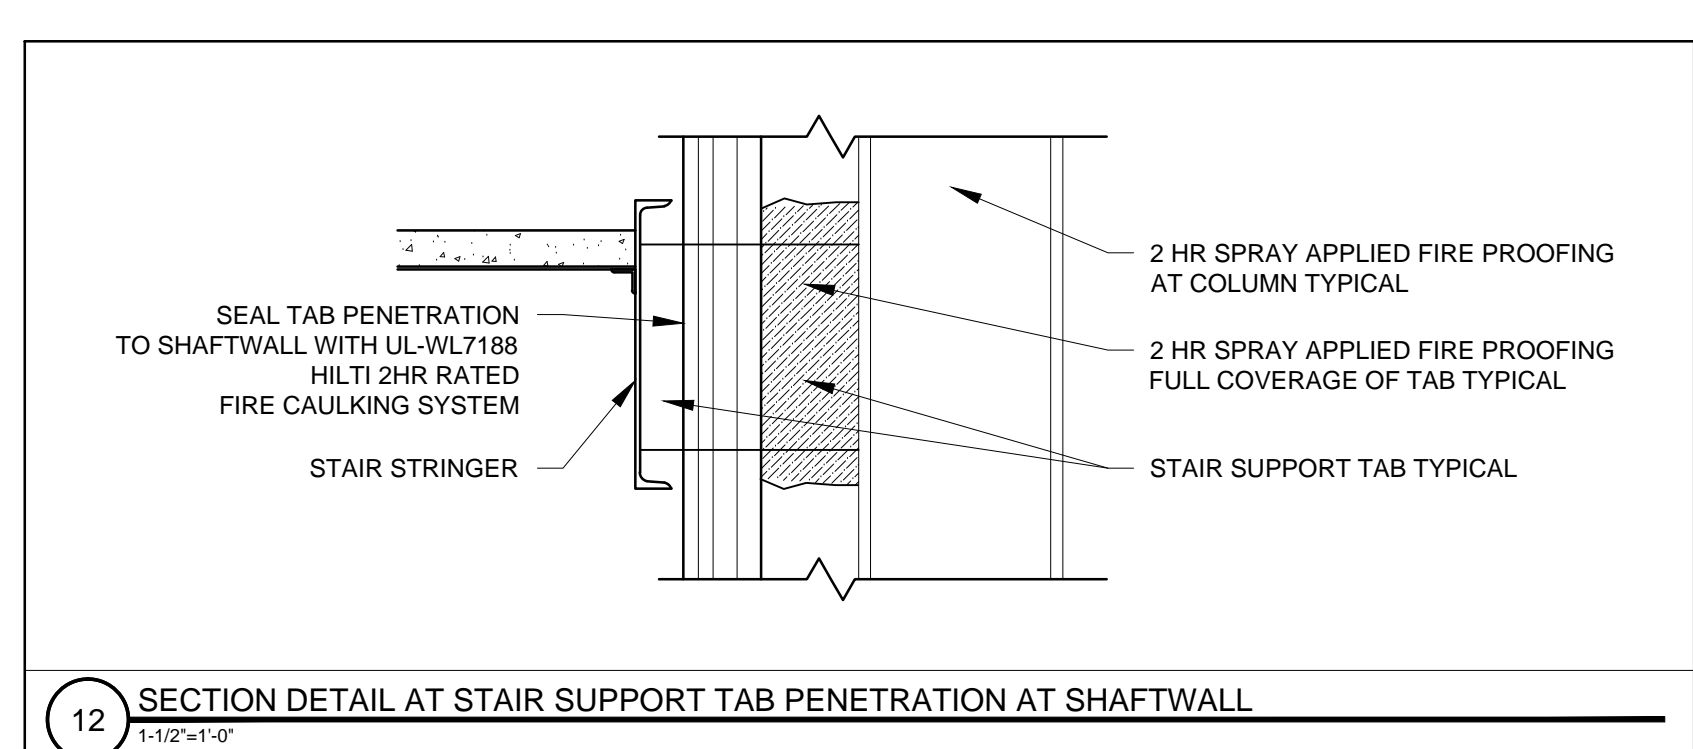 2 HR SPRAY APPLIED FIRE PROOFING
AT COLUMN TYPICAL
SEAL TAB PENETRATION
TO SHAFTWALL WITH UL-WL7188
HILTI 2HR RATED
FIRE CAULKING SYSTEM
2 HR SPRAY APPLIED FIRE PROOFING
FULL COVERAGE OF TAB TYPICAL
STAIR STRINGER
STAIR SUPPORT TAB TYPICAL
12
SECTION DETAIL AT STAIR SUPPORT TAB PENETRATION AT SHAFTWALL
1-1/2"=1'-0"